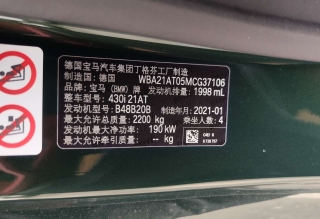 德国宝马汽车集团丁格芬工厂制造
制造国：德国 WBA21AT05MCG37106
品牌：宝马（BMW）牌 发动机排量：1998 mL
整车型号：430i 21AT
发动机型号：B48B20B 制造年月：2021-01
最大允许总质量：2200 kg 乘坐人数：4
发动机最大净功率：190 kW
最大允许牵引质量：-- kg